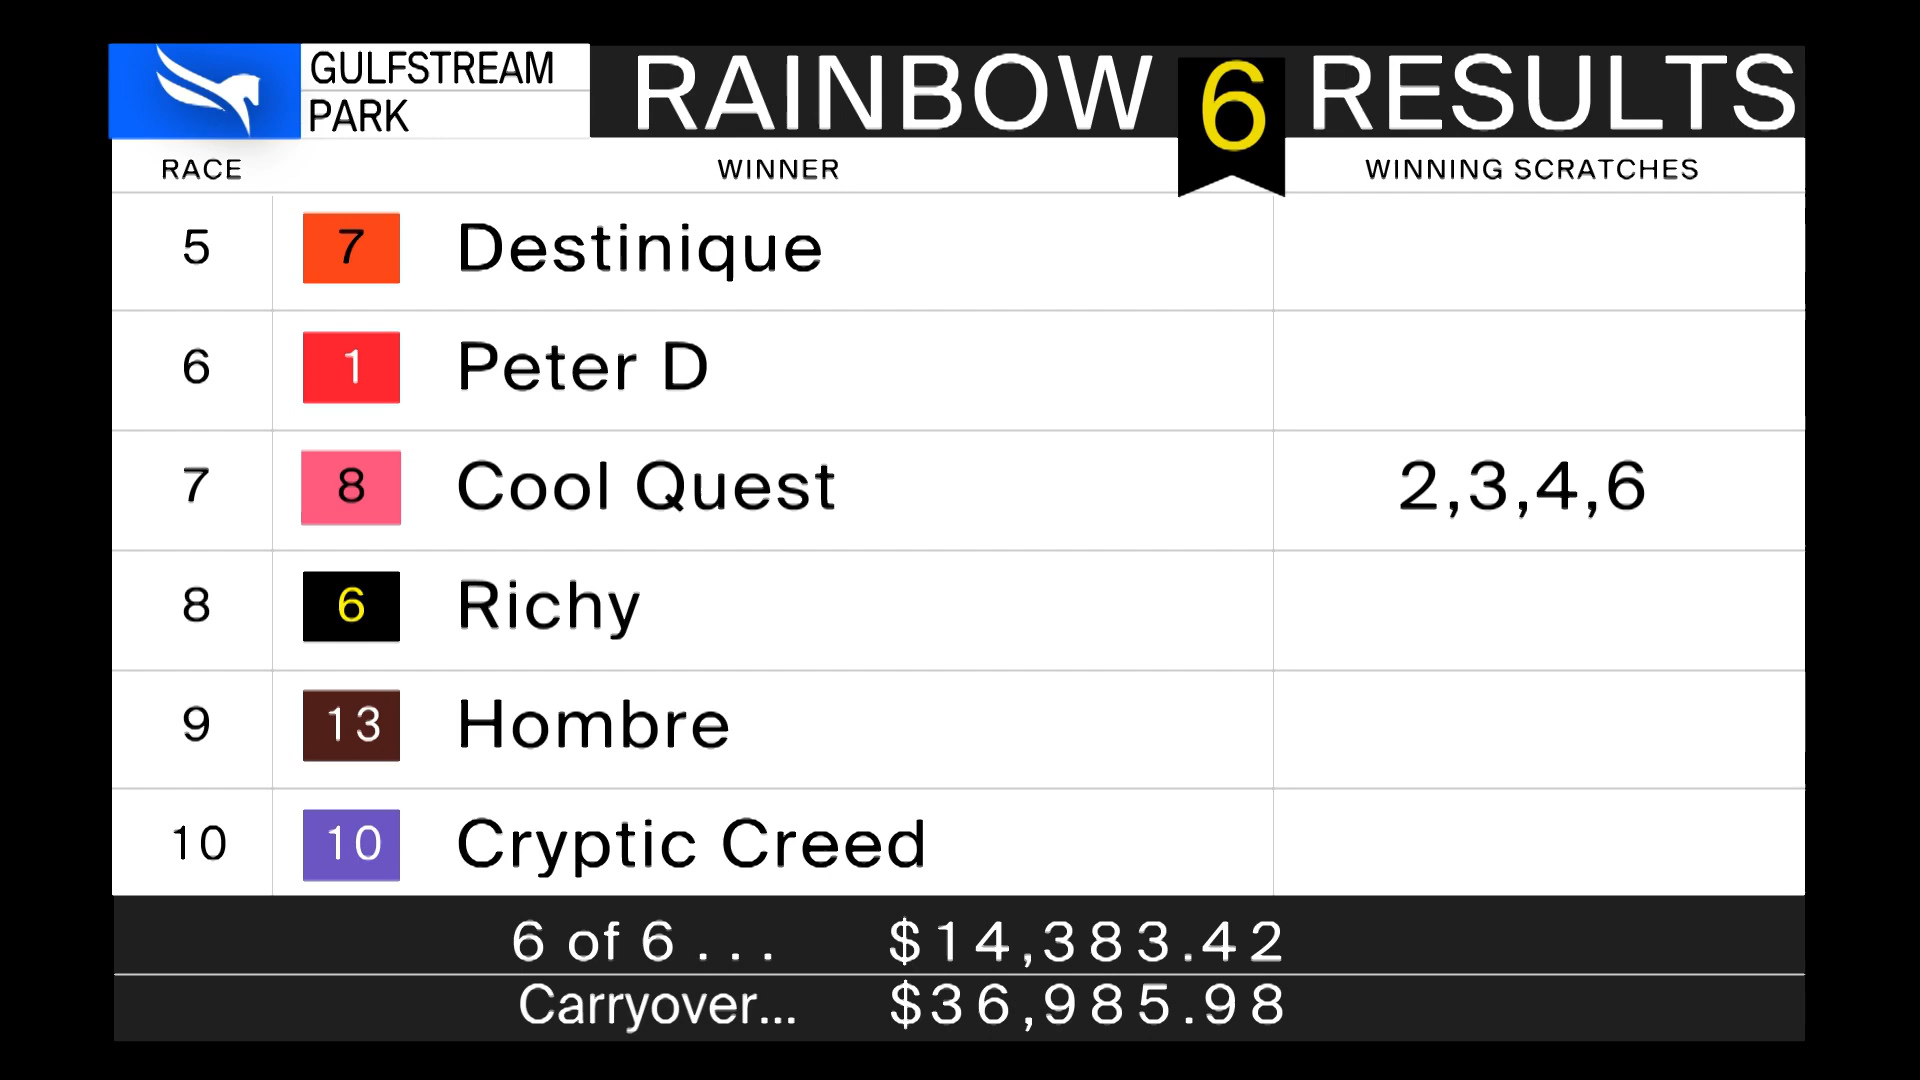 GULFSTREAM
PARK
RAINBOW 6 RESULTS
RACE WINNER WINNING SCRATCHES
5 7 Destinique
6 1 Peter D
7 8 Cool Quest 2,3,4,6
8 6 Richy
9 13 Hombre
10 10 Cryptic Creed
6 of 6 ... $14,383.42
Carryover... $36,985.98